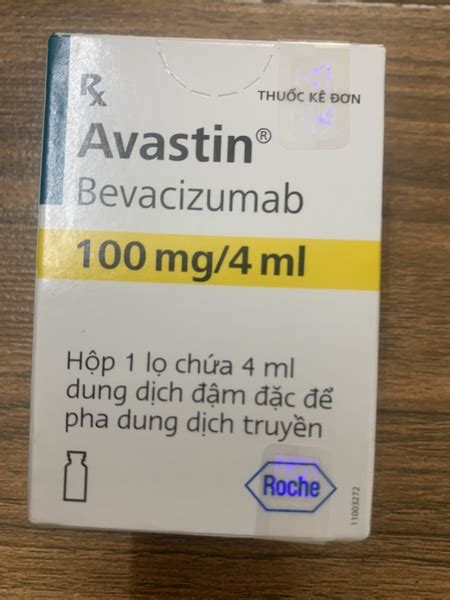 Rx
THUỐC KÊ ĐƠN
Avastin®
Bevacizumab
100 mg/4 ml
Hộp 1 lọ chứa 4 ml
dung dịch đậm đặc để
pha dung dịch truyền
Roche
11003272